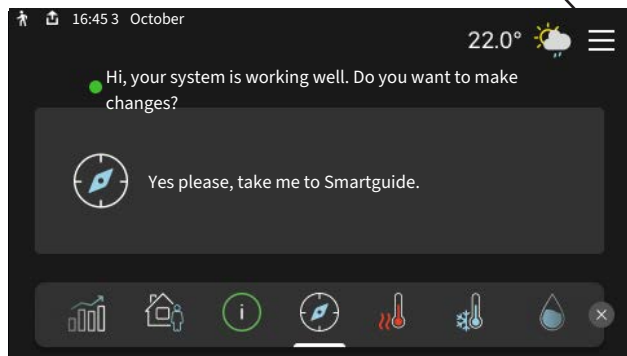 16:45 3 October
22.0°
Hi, your system is working well. Do you want to make
changes?
Yes please, take me to Smartguide.
i